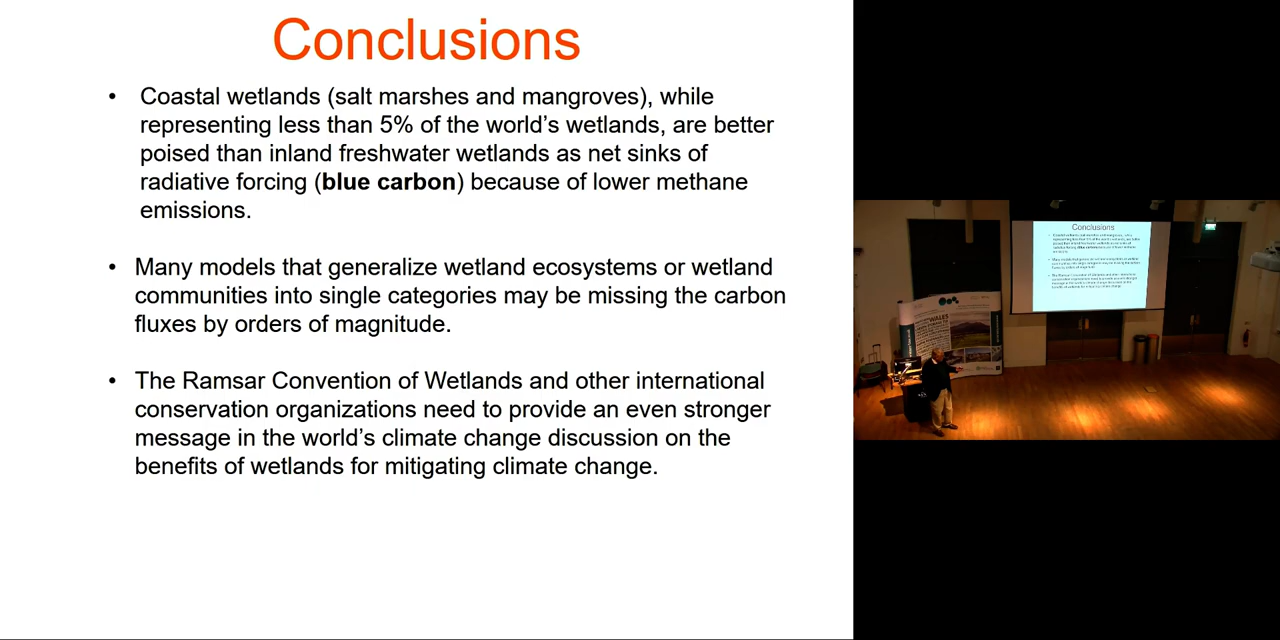 Conclusions
• Coastal wetlands (salt marshes and mangroves), while
representing less than 5% of the world's wetlands, are better
poised than inland freshwater wetlands as net sinks of
radiative forcing (blue carbon) because of lower methane
emissions.
• Many models that generalize wetland ecosystems or wetland
communities into single categories may be missing the carbon
fluxes by orders of magnitude.
• The Ramsar Convention of Wetlands and other international
conservation organizations need to provide an even stronger
message in the world's climate change discussion on the
benefits of wetlands for mitigating climate change.
Conclusions
WALES